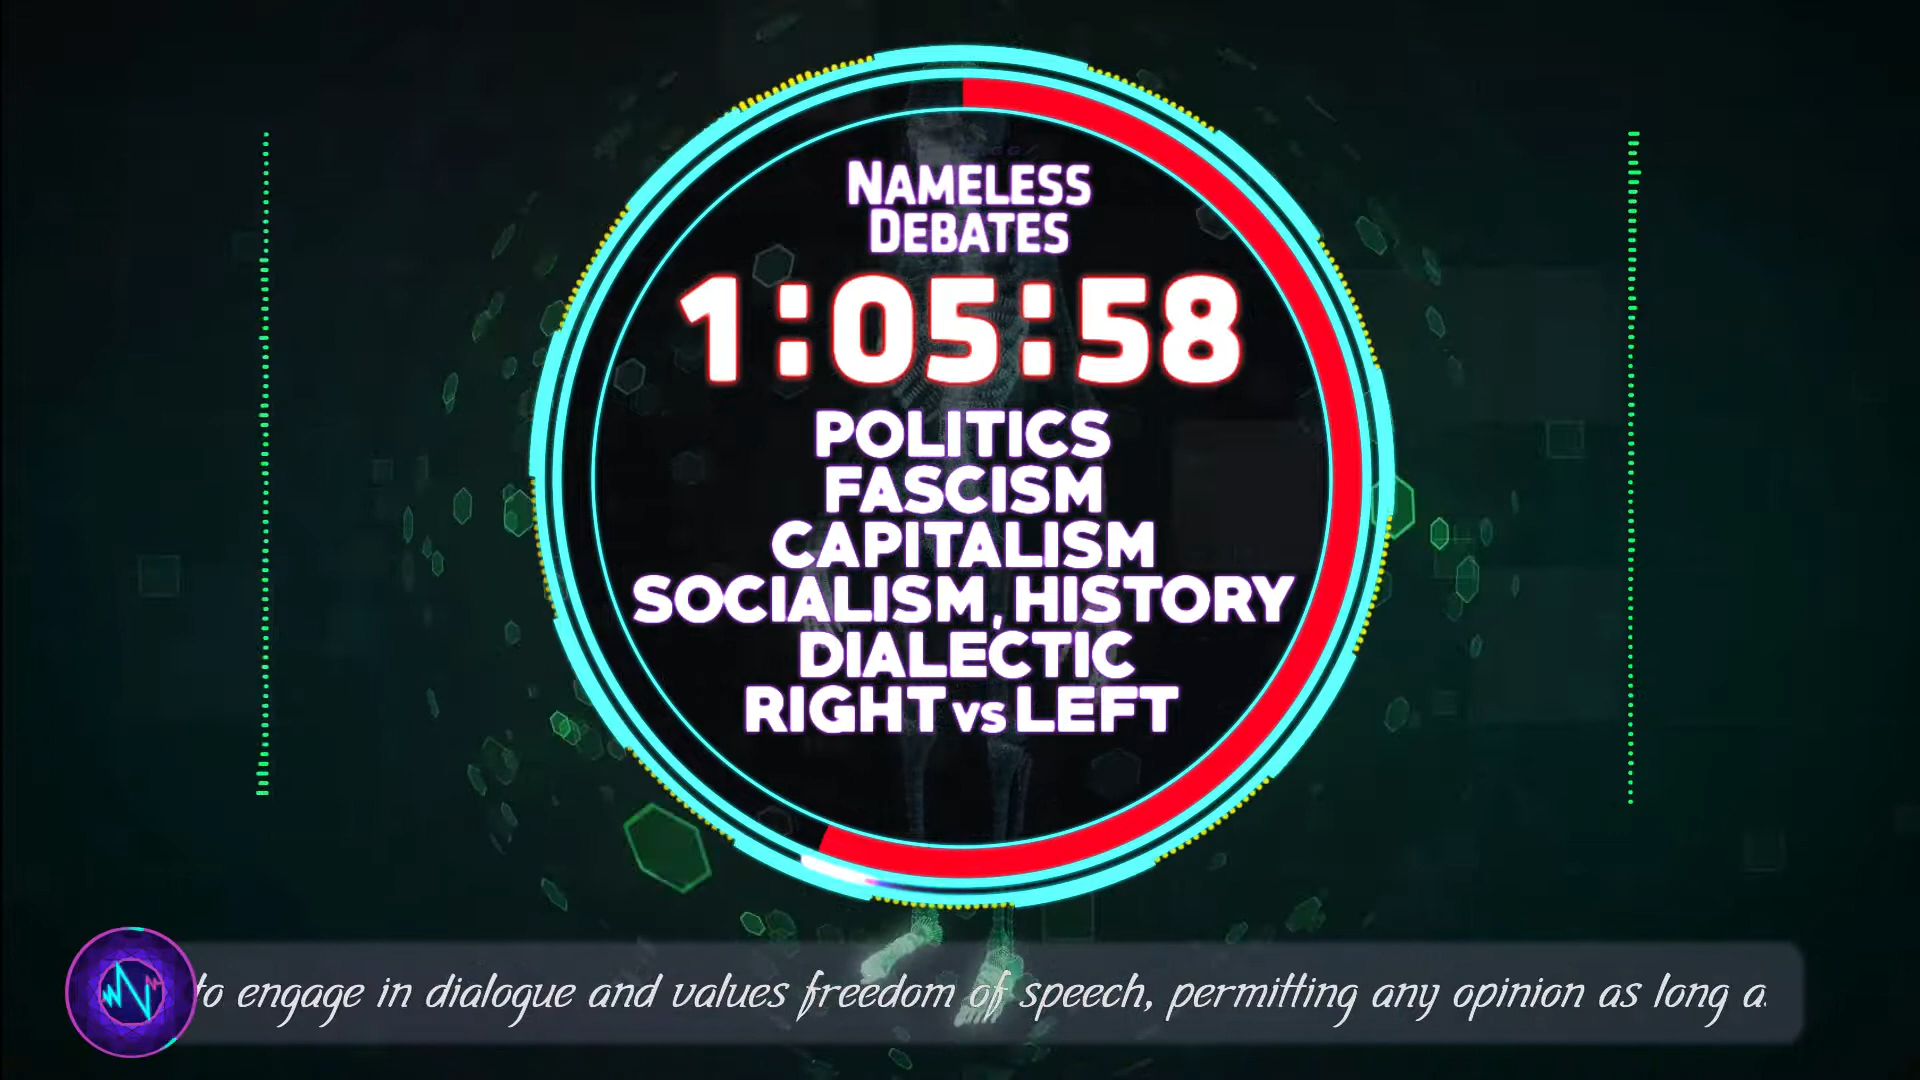 NAMELESS
DEBATES
1:05:58
POLITICS
FASCISM
CAPITALISM
SOCIALISM, HISTORY
DIALECTIC
RIGHT vs LEFT
to engage in dialogue and values freedom of speech, permitting any opinion as long a